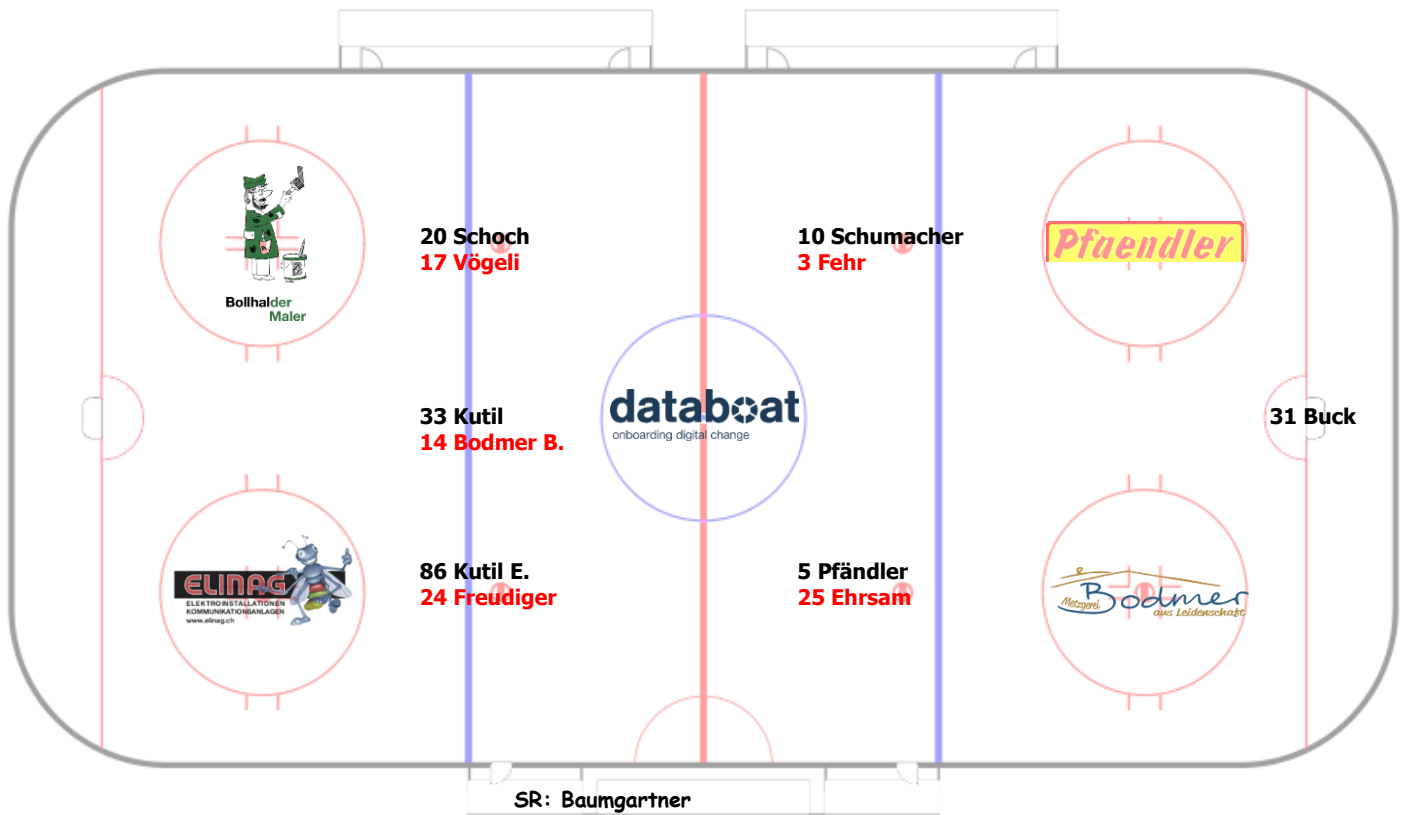 20 Schoch
17 Vögeli
10 Schumacher
3 Fehr
Pfaendler
Bollhalder
Maler
33 Kutil
14 Bodmer B.
databoat
onboarding digital change
31 Buck
ELINAG
ELEKTROINSTALLATIONEN
KOMMUNIKATIONSANLAGEN
www.elinag.ch
86 Kutil E.
24 Freudiger
5 Pfändler
25 Ehrsam
Metzgerei
Bodmer
aus Leidenschaft
SR: Baumgartner